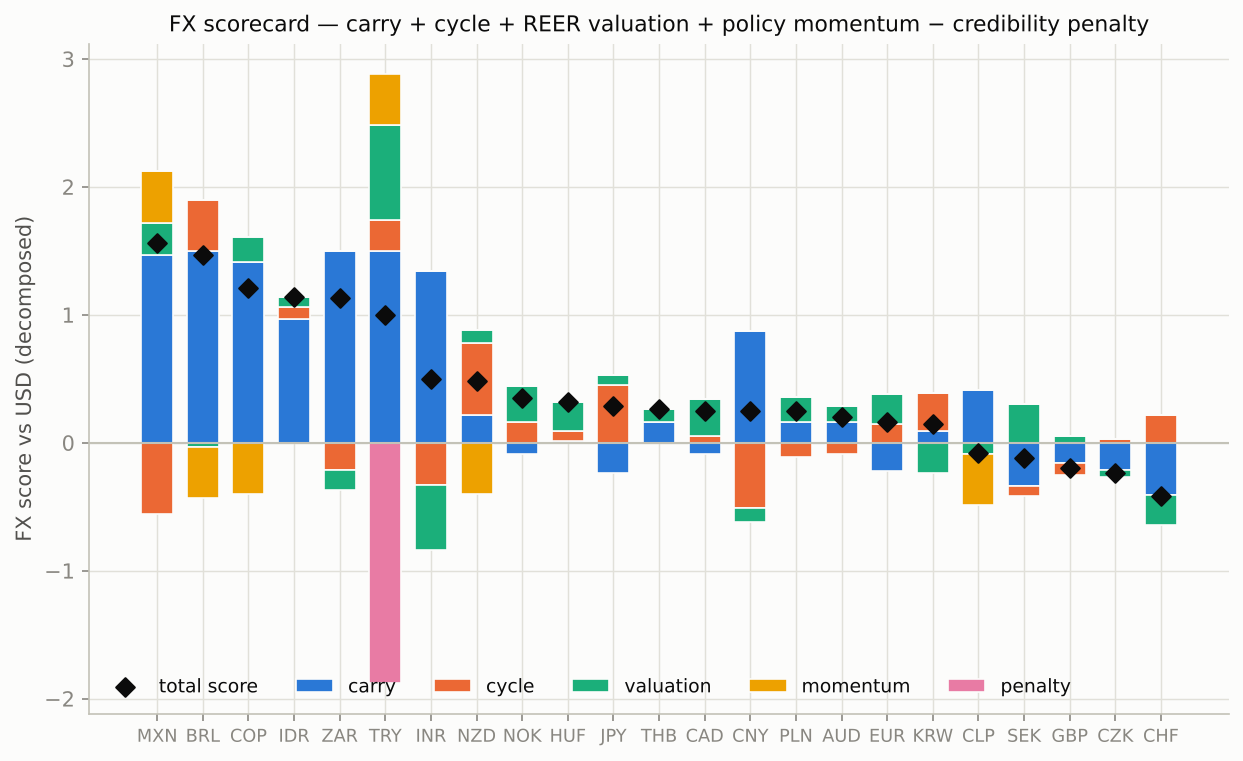 FX scorecard — carry + cycle + REER valuation + policy momentum − credibility penalty
FX score vs USD (decomposed)
3
2
1
0
−1
−2
total score carry cycle valuation momentum penalty
MXN BRL COP IDR ZAR TRY INR NZD NOK HUF JPY THB CAD CNY PLN AUD EUR KRW CLP SEK GBP CZK CHF